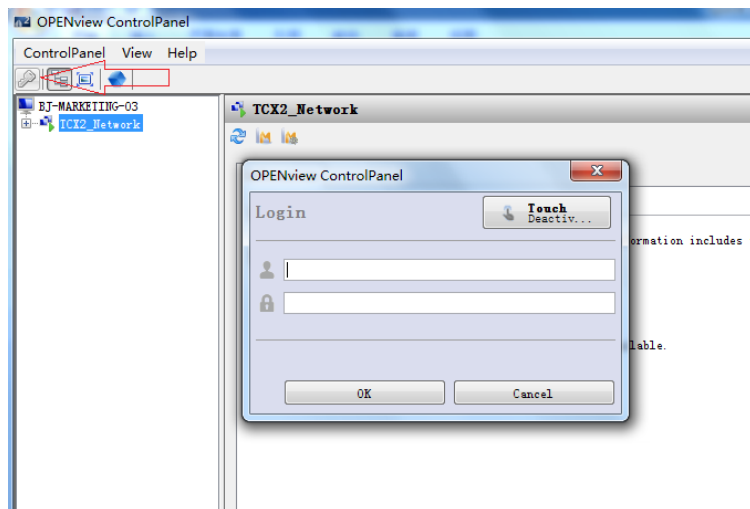 OPENview ControlPanel
ControlPanel View Help
BJ-MARKETIING-03
TCX2_Network
TCX2_Network
OPENview ControlPanel
Login
Touch
Deactiv...
ormation includes
lable.
OK Cancel